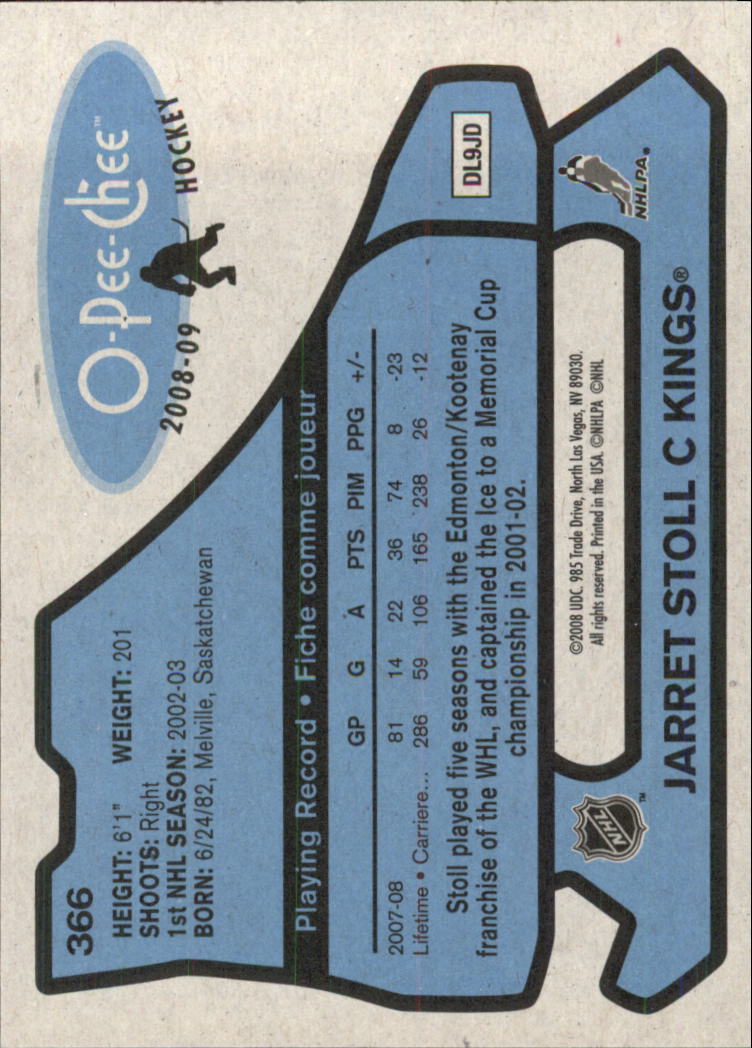 366
HEIGHT: 6'1" WEIGHT: 201
SHOOTS: Right
1st NHL SEASON: 2002-03
BORN: 6/24/82, Melville, Saskatchewan
O-Pee-Chee™
2008-09 HOCKEY
Playing Record • Fiche comme joueur
GP G A PTS PIM PPG +/-
2007-08 81 14 22 36 74 8 -23
Lifetime • Carriere... 286 59 106 165 238 26 -12
Stoll played five seasons with the Edmonton/Kootenay
franchise of the WHL, and captained the Ice to a Memorial Cup
championship in 2001-02.
DL9JD
NHL ™
©2008 UDC. 985 Trade Drive, North Las Vegas, NV 89030.
All rights reserved. Printed in the USA. ©NHLPA ©NHL
NHLPA.
JARRET STOLL C KINGS®